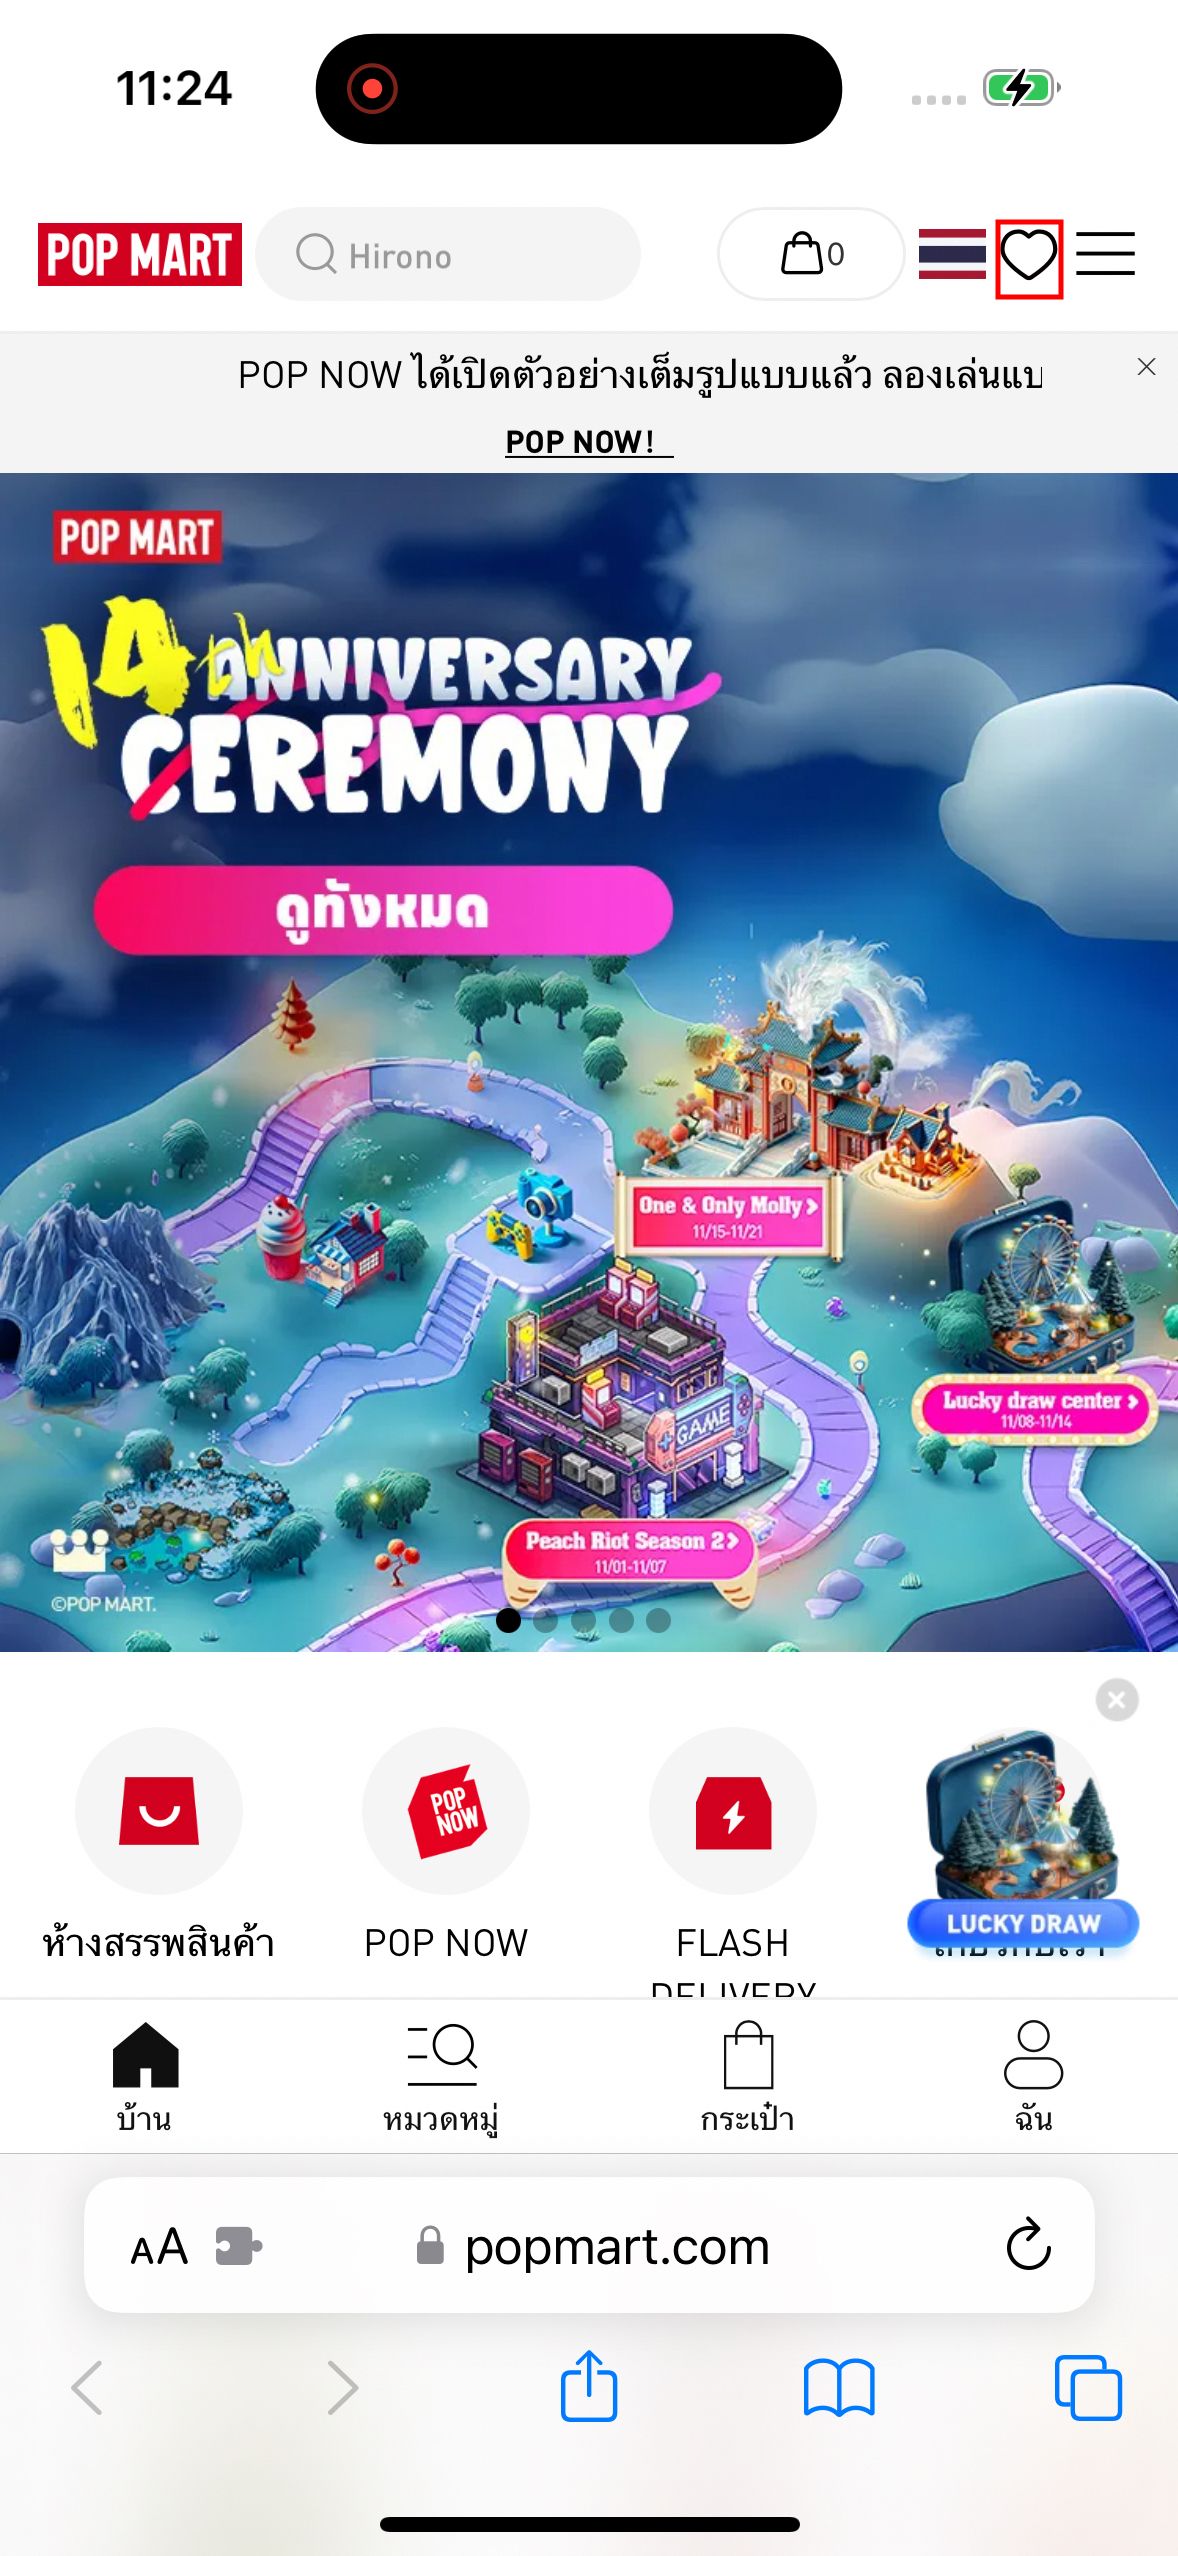 11:24
POP MART
Hirono
0
POP NOW ได้เปิดตัวอย่างเต็มรูปแบบแล้ว ลองเล่นแบ
POP NOW!
POP MART
14th ANNIVERSARY
CEREMONY
ดูทั้งหมด
One & Only Molly
11/15-11/21
Lucky draw center
11/08-11/14
GAME
Peach Riot Season 2
11/01-11/07
©POP MART.
POP NOW
LUCKY DRAW
ห้างสรรพสินค้า
POP NOW
FLASH
DELIVERY
บ้าน
หมวดหมู่
กระเป๋า
ฉัน
AA
popmart.com